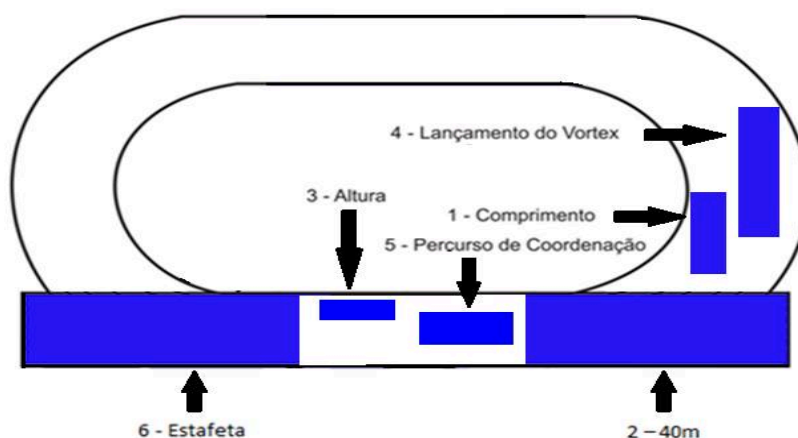 4 - Lançamento do Vortex
3 - Altura
1 - Comprimento
5 - Percurso de Coordenação
6 - Estafeta
2 – 40m